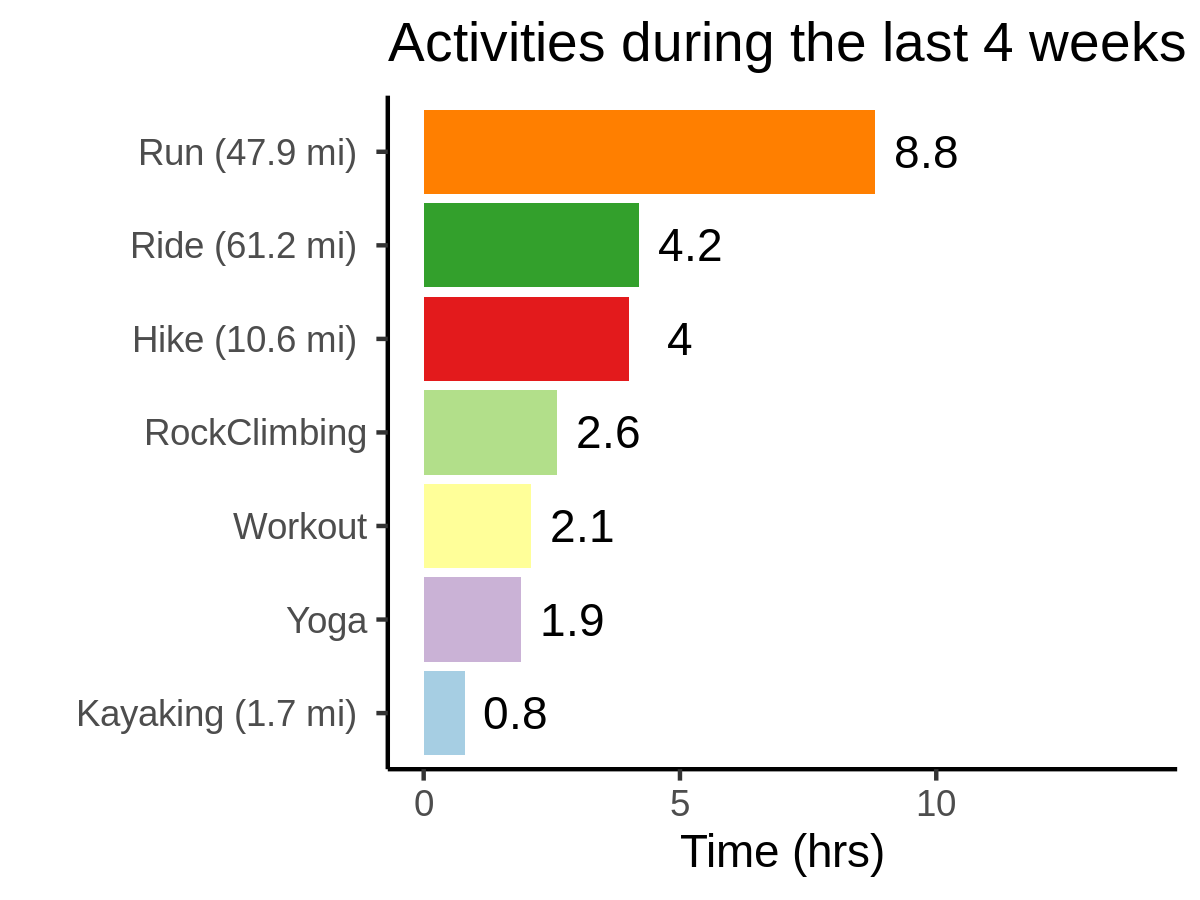 Activities during the last 4 weeks
Run (47.9 mi) 8.8
Ride (61.2 mi) 4.2
Hike (10.6 mi) 4
RockClimbing 2.6
Workout 2.1
Yoga 1.9
Kayaking (1.7 mi) 0.8
0 5 10
Time (hrs)